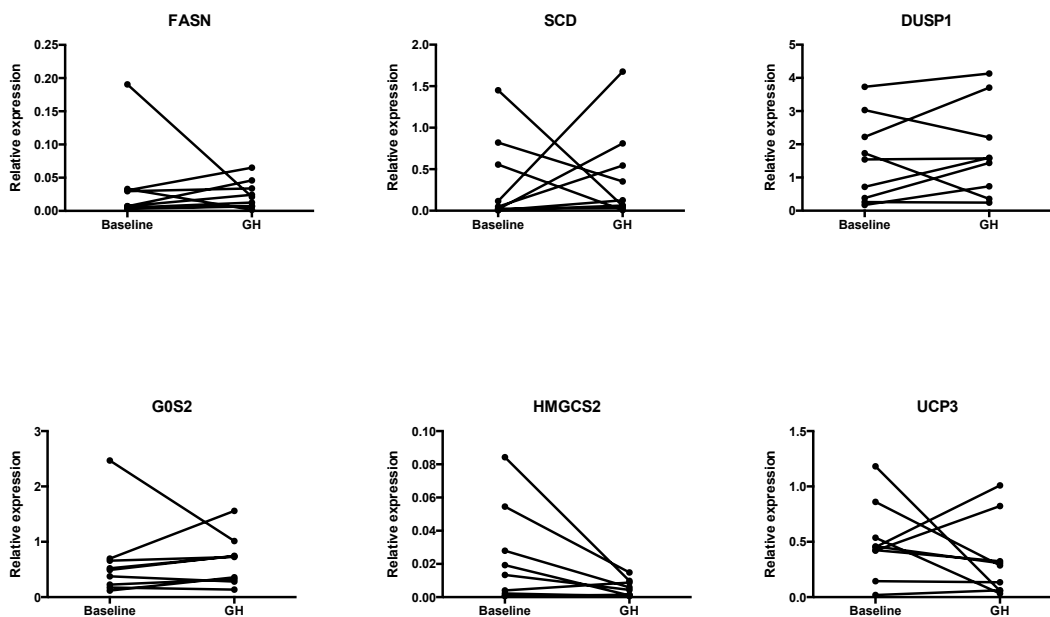 FASN
Relative expression
0.25
0.20
0.15
0.10
0.05
0.00
Baseline
GH
SCD
Relative expression
2.0
1.5
1.0
0.5
0.0
Baseline
GH
DUSP1
Relative expression
5
4
3
2
1
0
Baseline
GH
G0S2
Relative expression
3
2
1
0
Baseline
GH
HMGCS2
Relative expression
0.10
0.08
0.06
0.04
0.02
0.00
Baseline
GH
UCP3
Relative expression
1.5
1.0
0.5
0.0
Baseline
GH